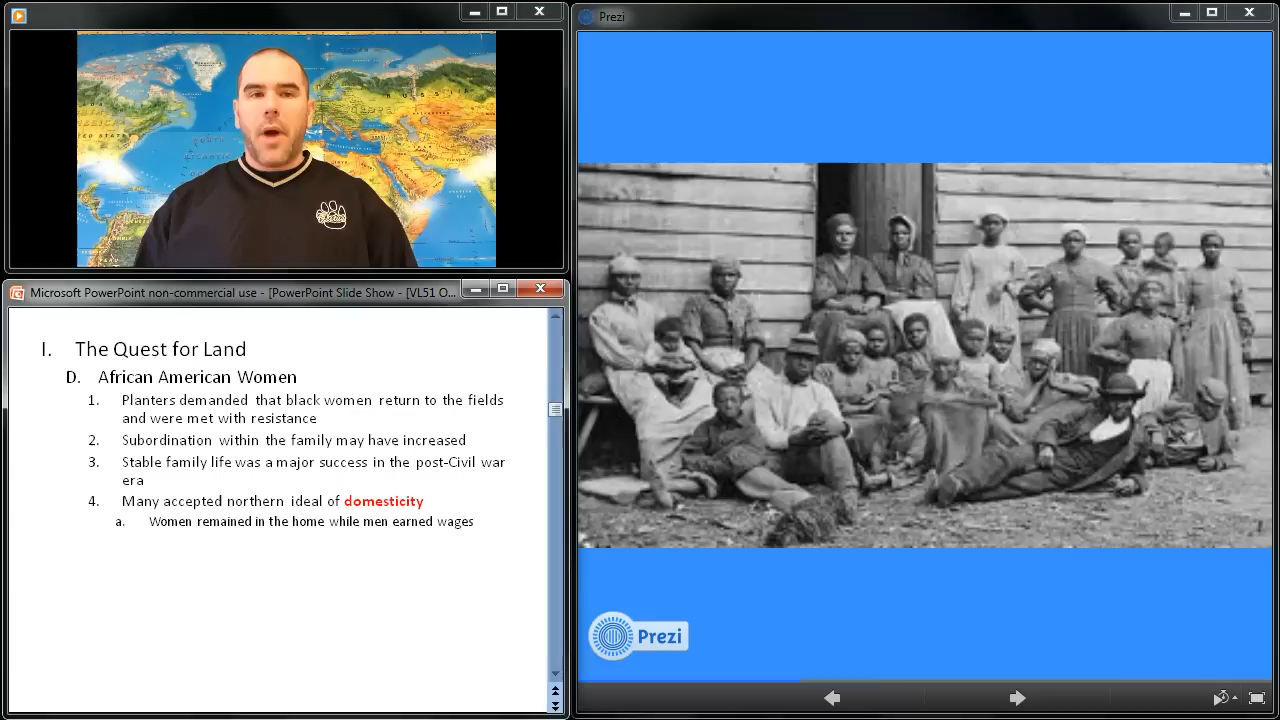 Prezi
RUSSIA
Microsoft PowerPoint non-commercial use - [PowerPoint Slide Show - [VL51 O...
I. The Quest for Land
D. African American Women
1. Planters demanded that black women return to the fields
and were met with resistance
2. Subordination within the family may have increased
3. Stable family life was a major success in the post-Civil war
era
4. Many accepted northern ideal of domesticity
a. Women remained in the home while men earned wages
Prezi